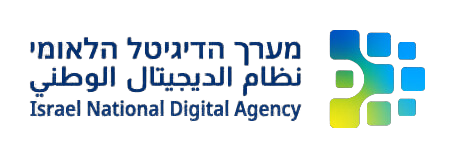 מערך הדיגיטל הלאומי
نظام الديجيتال الوطني
Israel National Digital Agency